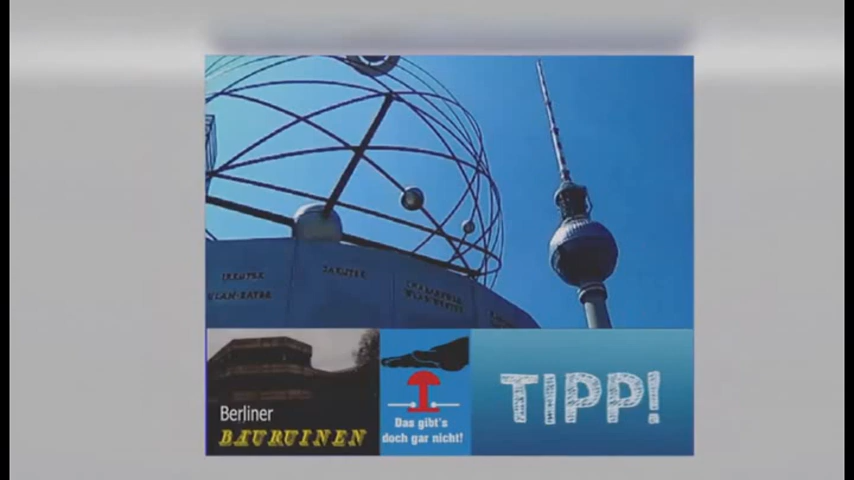 Berliner
BAURUINEN
Das gibt's
doch gar nicht!
TIPP!